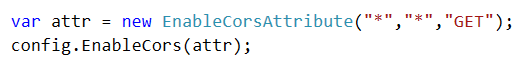 var attr = new EnableCorsAttribute("*","*","GET");
config.EnableCors(attr);